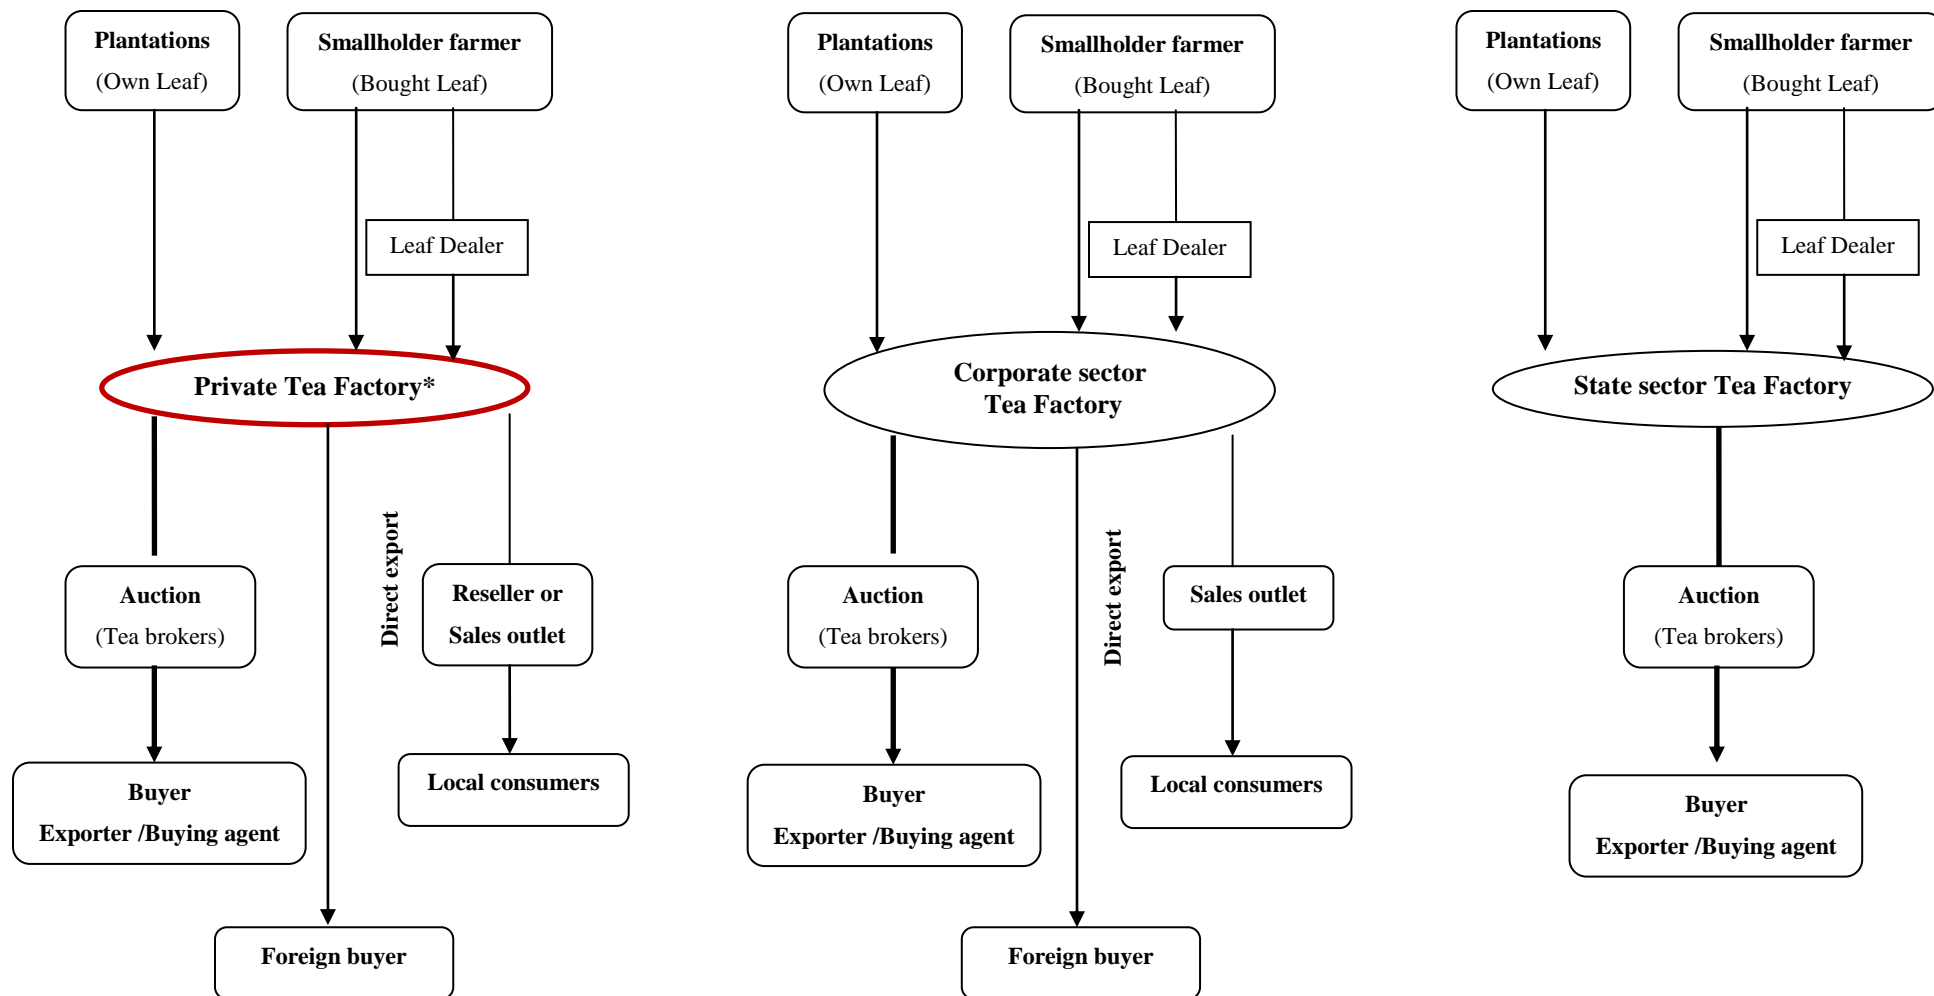 Plantations
(Own Leaf)
Smallholder farmer
(Bought Leaf)
Leaf Dealer
Private Tea Factory*
Auction
(Tea brokers)
Direct export
Reseller or
Sales outlet
Buyer
Exporter /Buying agent
Local consumers
Foreign buyer
Plantations
(Own Leaf)
Smallholder farmer
(Bought Leaf)
Leaf Dealer
Corporate sector
Tea Factory
Auction
(Tea brokers)
Direct export
Sales outlet
Buyer
Exporter /Buying agent
Local consumers
Foreign buyer
Plantations
(Own Leaf)
Smallholder farmer
(Bought Leaf)
Leaf Dealer
State sector Tea Factory
Auction
(Tea brokers)
Buyer
Exporter /Buying agent